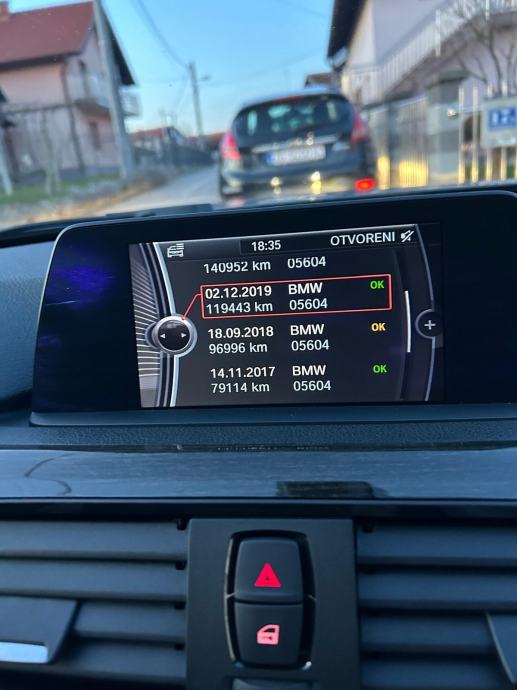 18:35 OTVORENI
140952 km 05604
02.12.2019 BMW OK
119443 km 05604
18.09.2018 BMW OK
96996 km 05604
14.11.2017 BMW OK
79114 km 05604